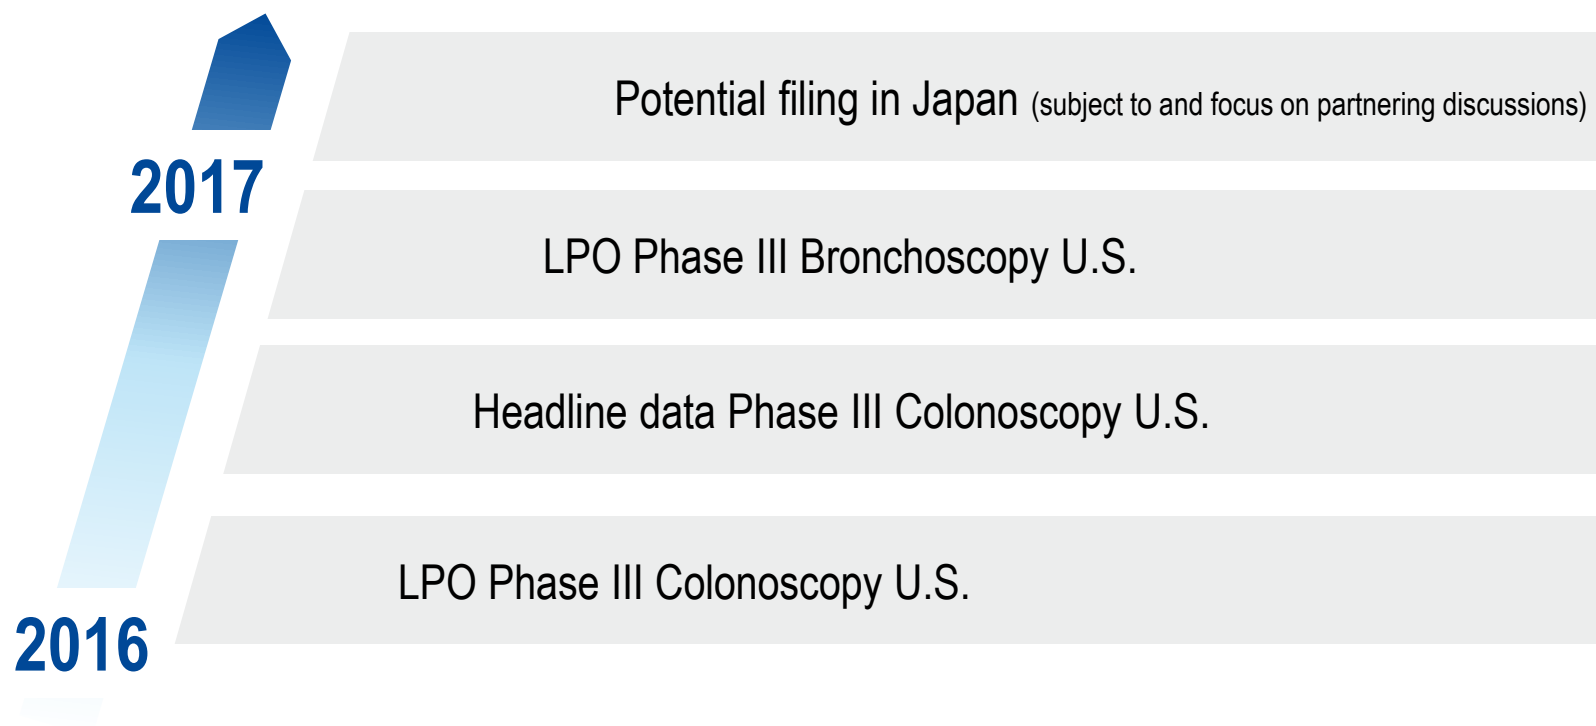 Potential filing in Japan (subject to and focus on partnering discussions)
2017
LPO Phase III Bronchoscopy U.S.
Headline data Phase III Colonoscopy U.S.
LPO Phase III Colonoscopy U.S.
2016